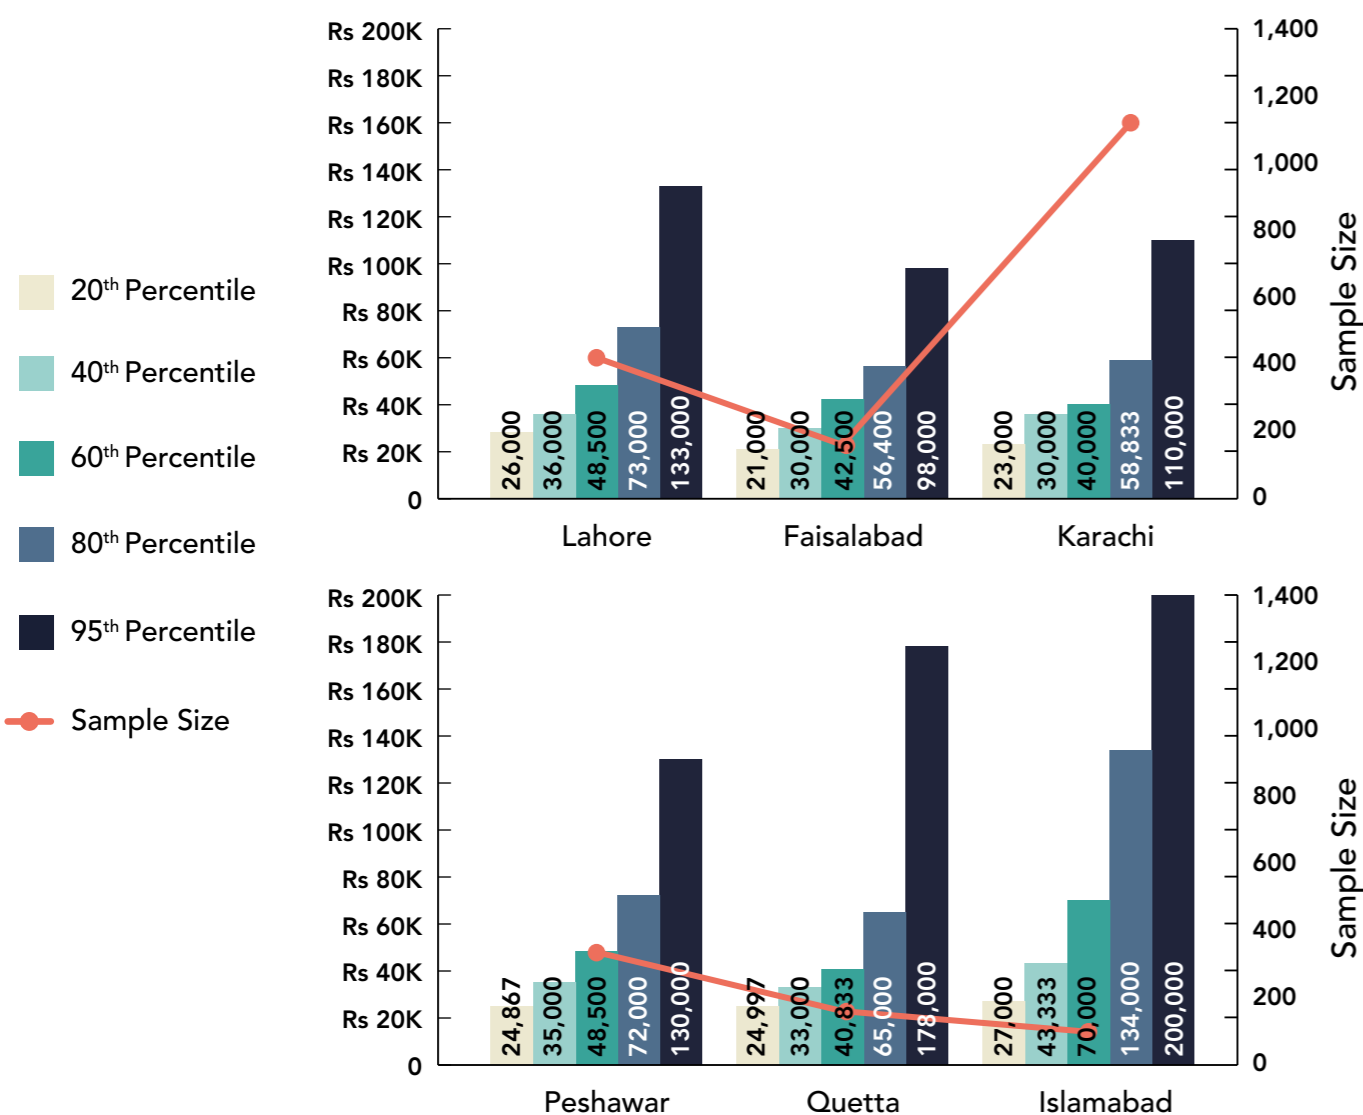 20th Percentile
40th Percentile
60th Percentile
80th Percentile
95th Percentile
Sample Size
Rs 200K
Rs 180K
Rs 160K
Rs 140K
Rs 120K
Rs 100K
Rs 80K
Rs 60K
Rs 40K
Rs 20K
0
26,000
36,000
48,500
73,000
133,000
21,000
30,000
42,500
56,400
98,000
23,000
30,000
40,000
58,833
110,000
Lahore
Faisalabad
Karachi
1,400
1,200
1,000
800
600
400
200
0
Sample Size
Rs 200K
Rs 180K
Rs 160K
Rs 140K
Rs 120K
Rs 100K
Rs 80K
Rs 60K
Rs 40K
Rs 20K
0
24,867
35,000
48,500
72,000
130,000
24,997
33,000
40,833
65,000
178,000
27,000
43,333
70,000
134,000
200,000
Peshawar
Quetta
Islamabad
1,400
1,200
1,000
800
600
400
200
0
Sample Size